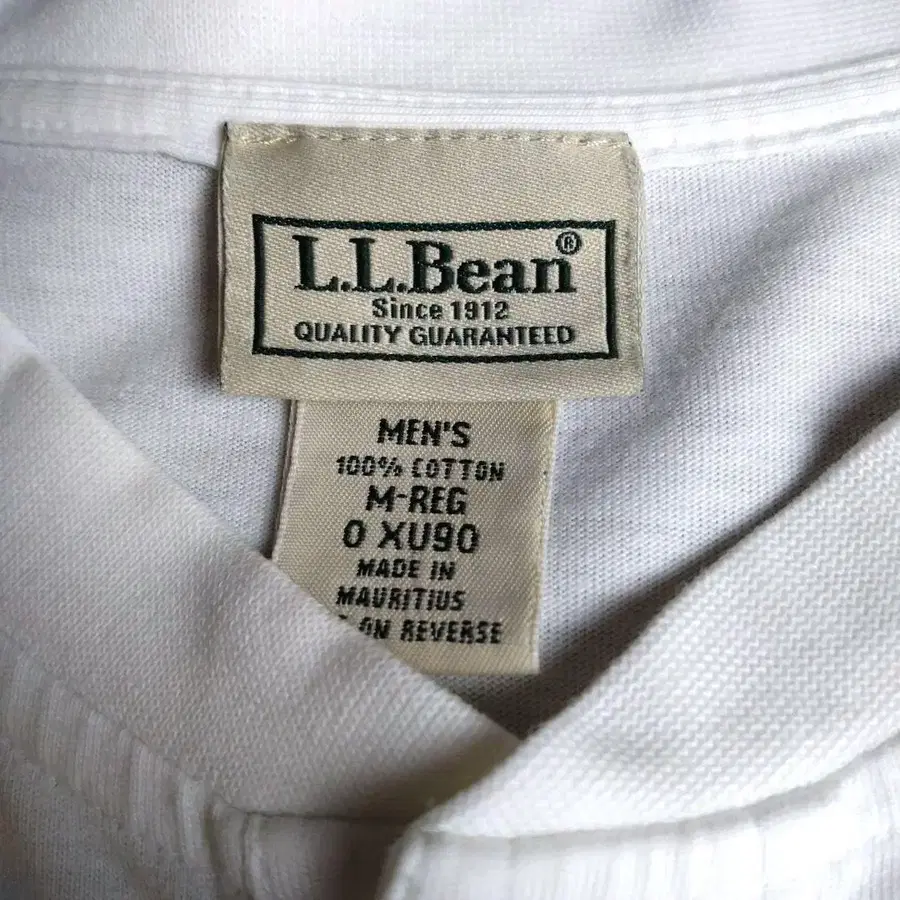 L.L.Bean®
Since 1912
QUALITY GUARANTEED
MEN'S
100% COTTON
M-REG
0 XU90
MADE IN
MAURITIUS
ON REVERSE